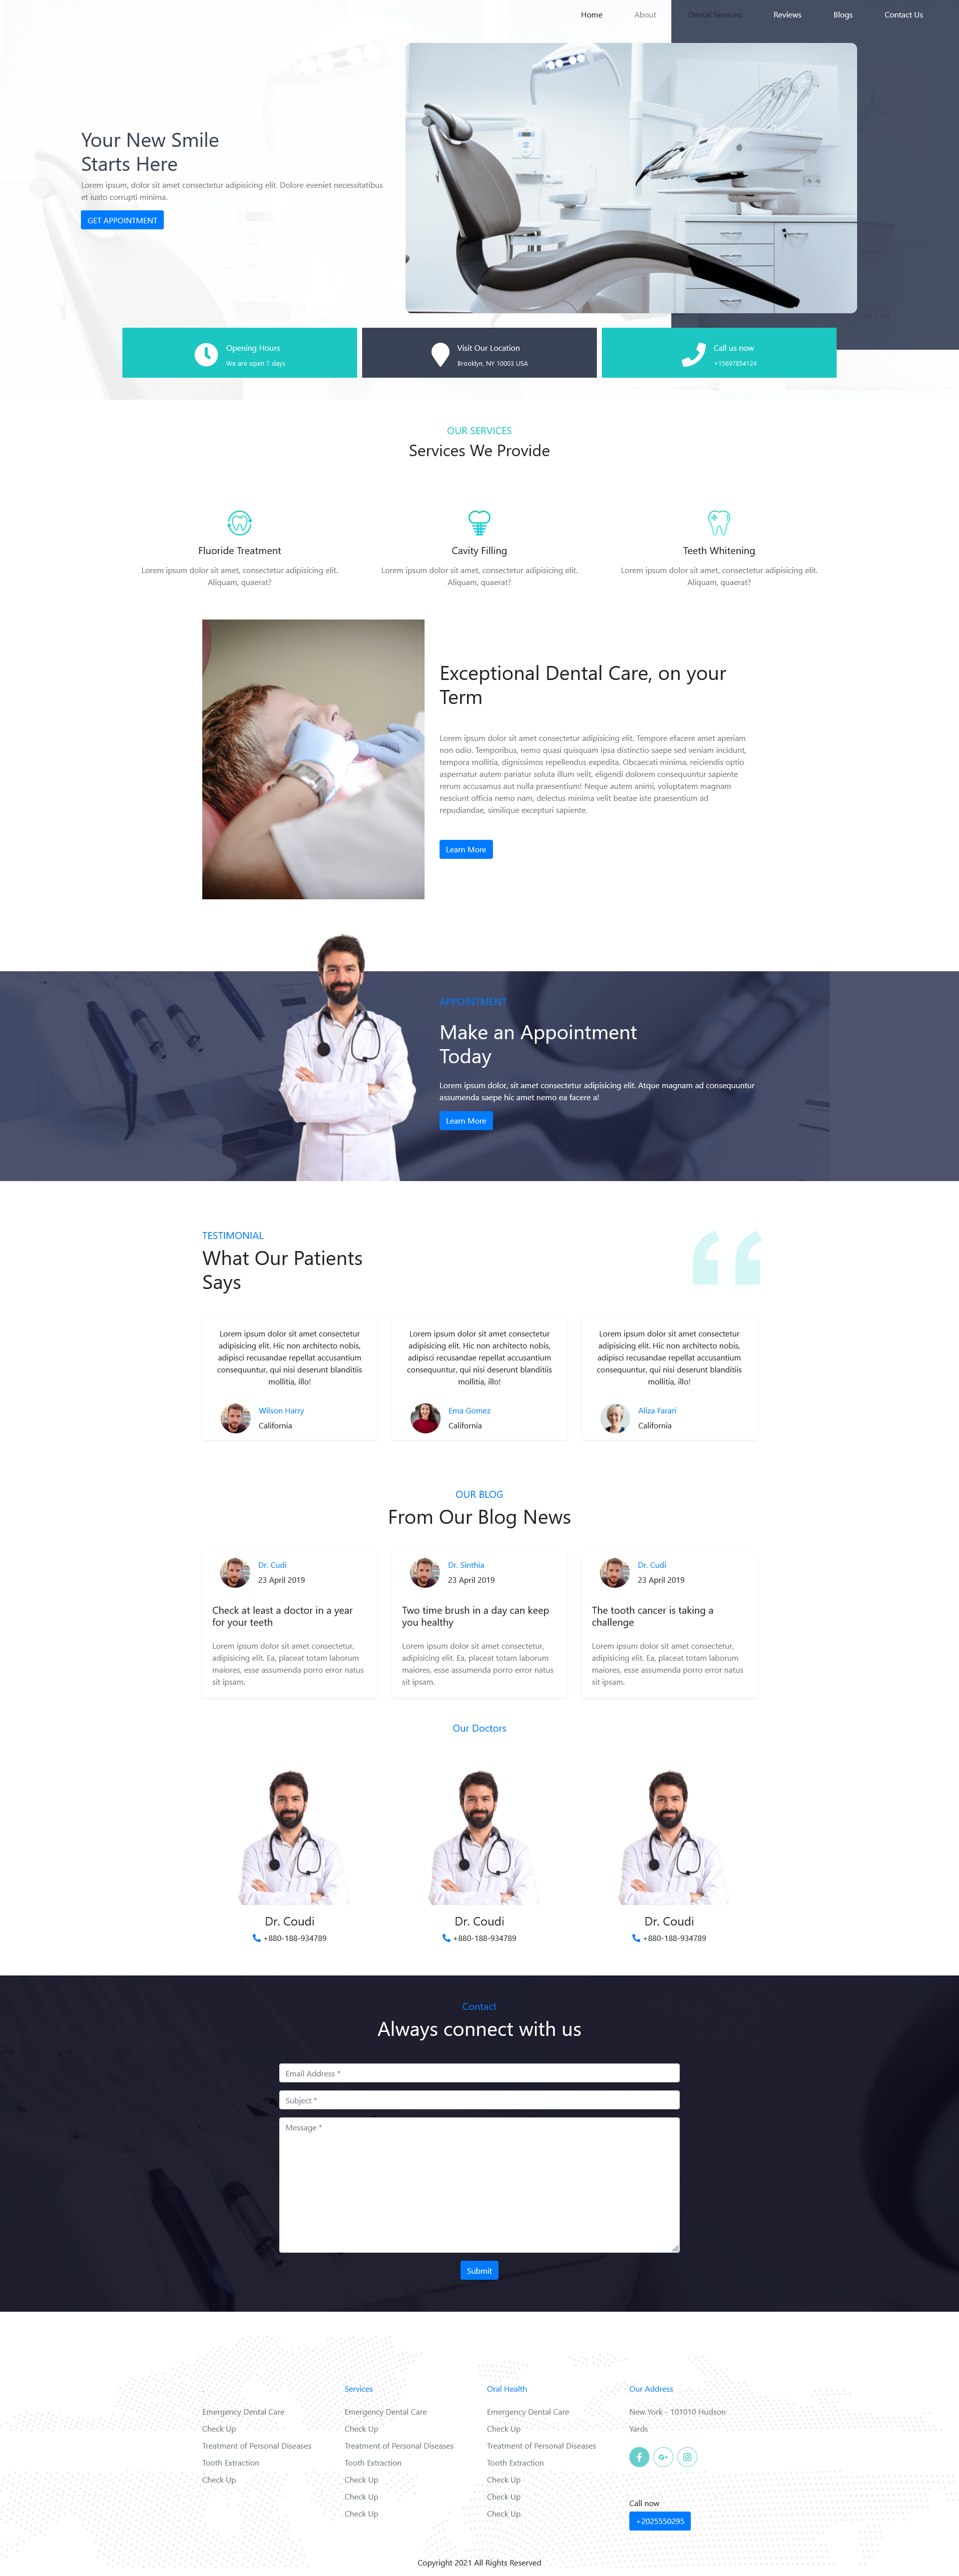 Home About Dental Services Reviews Blogs Contact Us
Your New Smile
Starts Here
Lorem ipsum, dolor sit amet consectetur adipisicing elit. Dolore eveniet necessitatibus
et iusto corrupti minima.
GET APPOINTMENT
Opening Hours
We are open 7 days
Visit Our Location
Brooklyn, NY 10003 USA
Call us now
+15697854124
OUR SERVICES
Services We Provide
Fluoride Treatment
Lorem ipsum dolor sit amet, consectetur adipisicing elit.
Aliquam, quaerat?
Cavity Filling
Lorem ipsum dolor sit amet, consectetur adipisicing elit.
Aliquam, quaerat?
Teeth Whitening
Lorem ipsum dolor sit amet, consectetur adipisicing elit.
Aliquam, quaerat?
Exceptional Dental Care, on your
Term
Lorem ipsum dolor sit amet consectetur adipisicing elit. Tempore efacere amet aperiam
non odio. Temporibus, nemo quasi quisquam ipsa distinctio saepe sed veniam incidunt,
tempora mollitia, dignissimos repellendus expedita. Obcaecati minima, reiciendis optio
aspernatur autem pariatur soluta illum velit, eligendi dolorem consequuntur sapiente
rerum accusamus aut nulla praesentium! Neque autem animi, voluptatem magnam
nesciunt officia nemo nam, delectus minima velit beatae iste praesentium ad
repudiandae, similique excepturi sapiente.
Learn More
APPOINTMENT
Make an Appointment
Today
Lorem ipsum dolor, sit amet consectetur adipisicing elit. Atque magnam ad consequuntur
assumenda saepe hic amet nemo ea facere a!
Learn More
TESTIMONIAL
What Our Patients
Says
Lorem ipsum dolor sit amet consectetur
adipisicing elit. Hic non architecto nobis,
adipisci recusandae repellat accusantium
consequuntur, qui nisi deserunt blanditiis
mollitia, illo!
Wilson Harry
California
Lorem ipsum dolor sit amet consectetur
adipisicing elit. Hic non architecto nobis,
adipisci recusandae repellat accusantium
consequuntur, qui nisi deserunt blanditiis
mollitia, illo!
Ema Gomez
California
Lorem ipsum dolor sit amet consectetur
adipisicing elit. Hic non architecto nobis,
adipisci recusandae repellat accusantium
consequuntur, qui nisi deserunt blanditiis
mollitia, illo!
Aliza Farari
California
OUR BLOG
From Our Blog News
Dr. Cudi
23 April 2019
Check at least a doctor in a year
for your teeth
Lorem ipsum dolor sit amet consectetur,
adipisicing elit. Ea, placeat totam laborum
maiores, esse assumenda porro error natus
sit ipsam.
Dr. Sinthia
23 April 2019
Two time brush in a day can keep
you healthy
Lorem ipsum dolor sit amet consectetur,
adipisicing elit. Ea, placeat totam laborum
maiores, esse assumenda porro error natus
sit ipsam.
Dr. Cudi
23 April 2019
The tooth cancer is taking a
challenge
Lorem ipsum dolor sit amet consectetur,
adipisicing elit. Ea, placeat totam laborum
maiores, esse assumenda porro error natus
sit ipsam.
Our Doctors
Dr. Coudi
+880-188-934789
Dr. Coudi
+880-188-934789
Dr. Coudi
+880-188-934789
Contact
Always connect with us
Email Address *
Subject *
Message *
Submit
.
Emergency Dental Care
Check Up
Treatment of Personal Diseases
Tooth Extraction
Check Up
Services
Emergency Dental Care
Check Up
Treatment of Personal Diseases
Tooth Extraction
Check Up
Check Up
Check Up
Oral Health
Emergency Dental Care
Check Up
Treatment of Personal Diseases
Tooth Extraction
Check Up
Check Up
Check Up
Our Address
New York - 101010 Hudson
Yards
Call now
+2025550295
Copyright 2021 All Rights Reserved